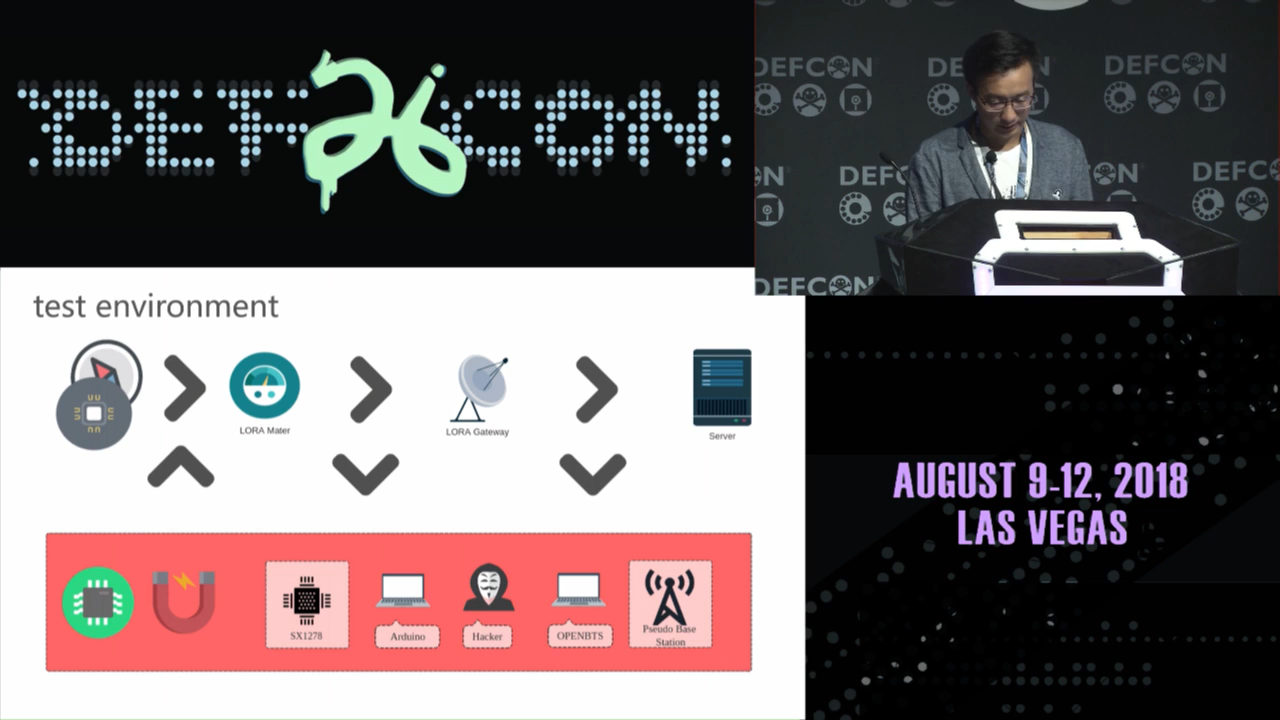 DEF26CON
DEFCON DEFCON DEFCON
DEFCON DEFCON DEFCON
DEFCON
test environment
LORA Mater
LORA Gateway
Server
AUGUST 9-12, 2018
LAS VEGAS
SX1278
Arduino
Hacker
OPENBTS
Pseudo Base
Station